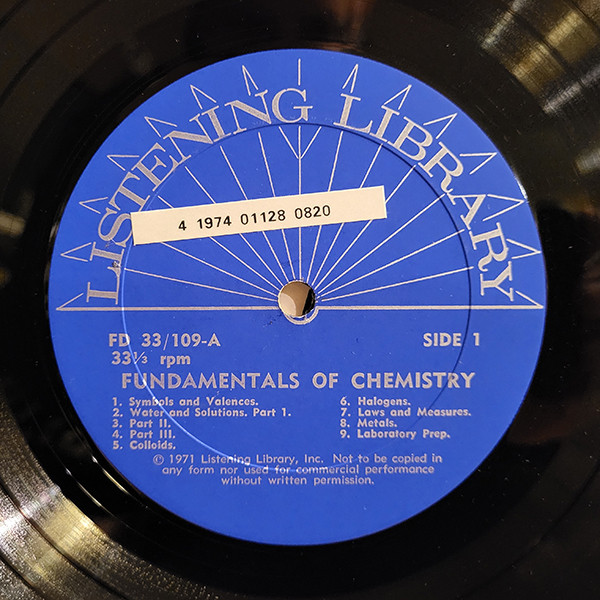 LISTENING LIBRARY
4 1974 01128 0820
FD 33/109-A
SIDE 1
33⅓ rpm
FUNDAMENTALS OF CHEMISTRY
1. Symbols and Valences.
2. Water and Solutions. Part 1.
3. Part II.
4. Part III.
5. Colloids.
6. Halogens.
7. Laws and Measures.
8. Metals.
9. Laboratory Prep.
© 1971 Listening Library, Inc. Not to be copied in
any form nor used for commercial performance
without written permission.